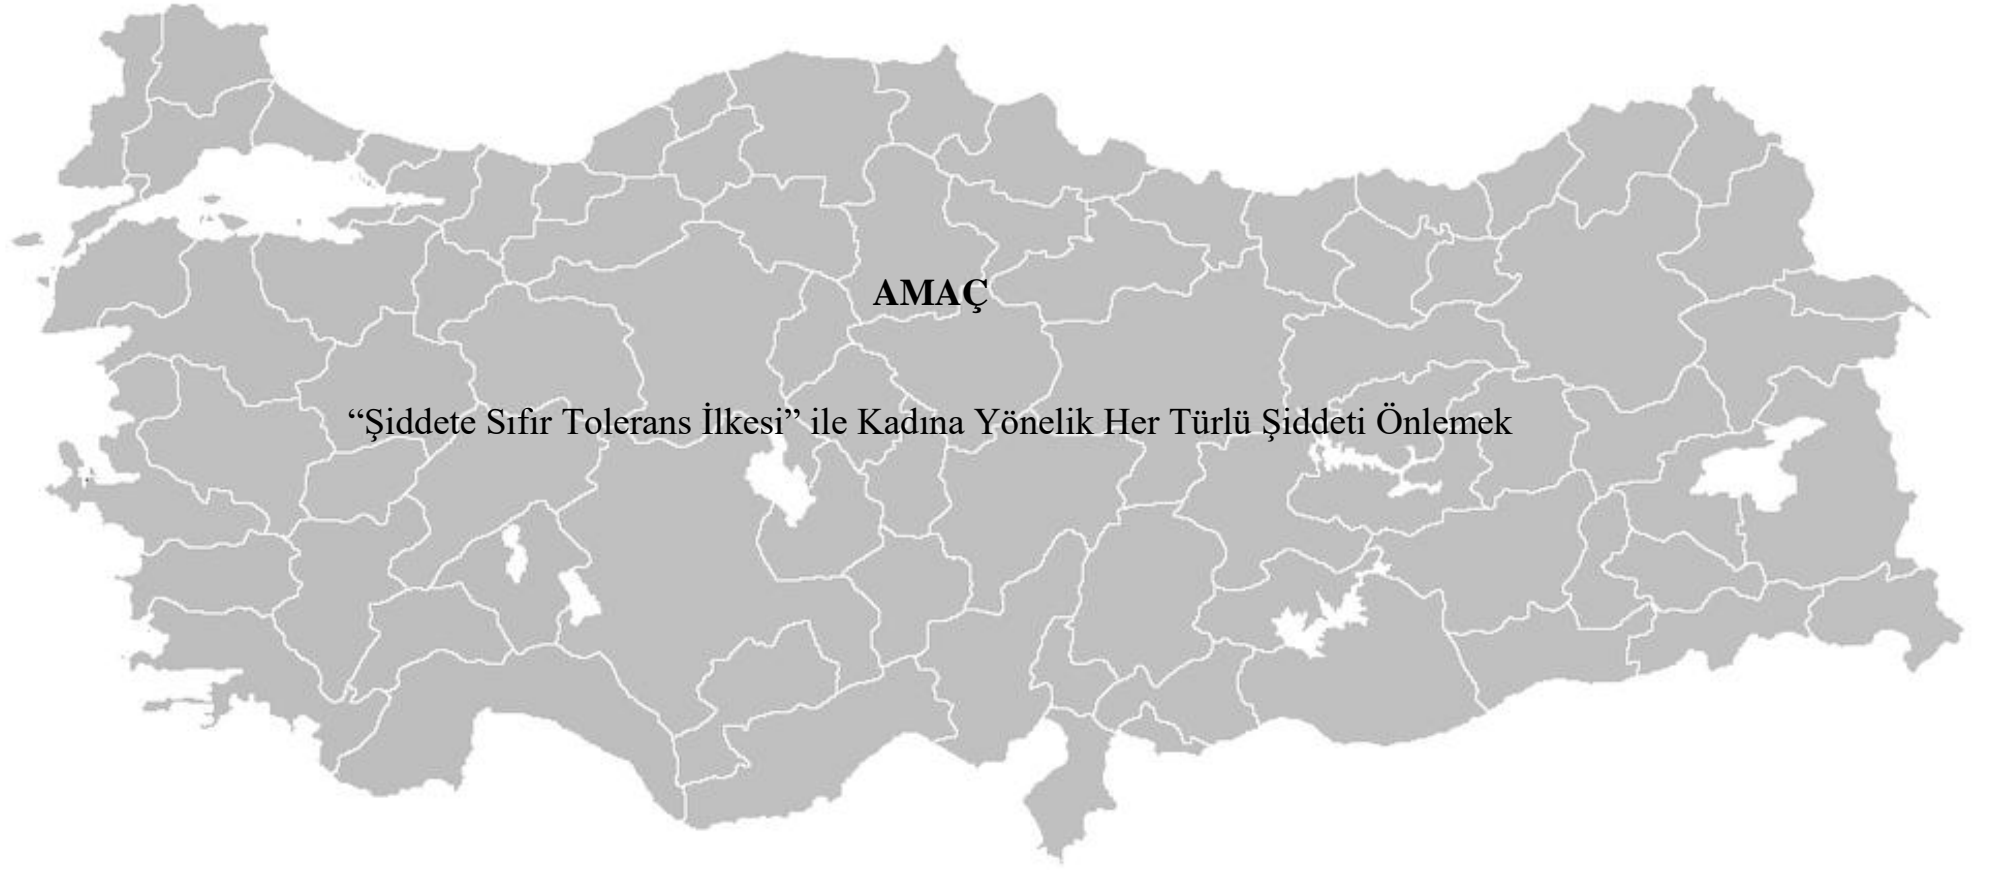 AMAÇ
“Şiddete Sıfır Tolerans İlkesi” ile Kadına Yönelik Her Türlü Şiddeti Önlemek